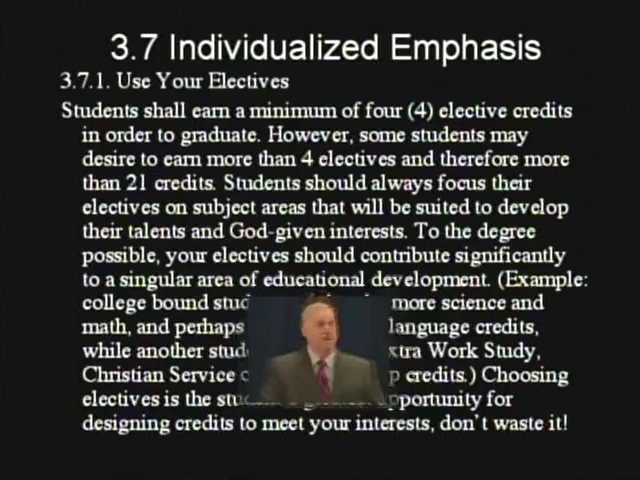 3.7 Individualized Emphasis
3.7.1. Use Your Electives
Students shall earn a minimum of four (4) elective credits
in order to graduate. However, some students may
desire to earn more than 4 electives and therefore more
than 21 credits. Students should always focus their
electives on subject areas that will be suited to develop
their talents and God-given interests. To the degree
possible, your electives should contribute significantly
to a singular area of educational development. (Example:
college bound more science and
math, and perhaps language credits,
while another Work Study,
Christian Service credits.) Choosing
electives is the opportunity for
designing credits to meet your interests, don't waste it!